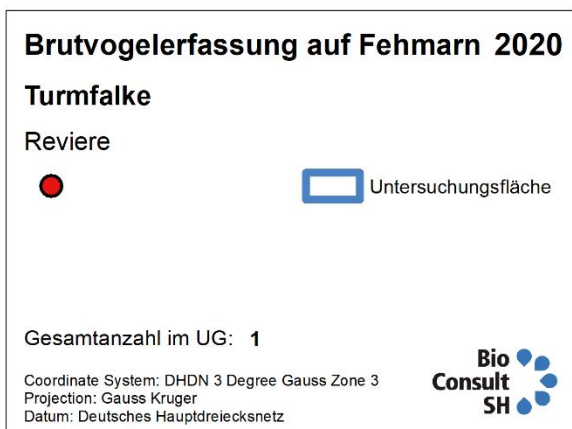 Brutvogelerfassung auf Fehmarn 2020
Turmfalke
Reviere
Untersuchungsfläche
Gesamtanzahl im UG: 1
Coordinate System: DHDN 3 Degree Gauss Zone 3
Projection: Gauss Kruger
Datum: Deutsches Hauptdreiecksnetz
Bio
Consult
SH